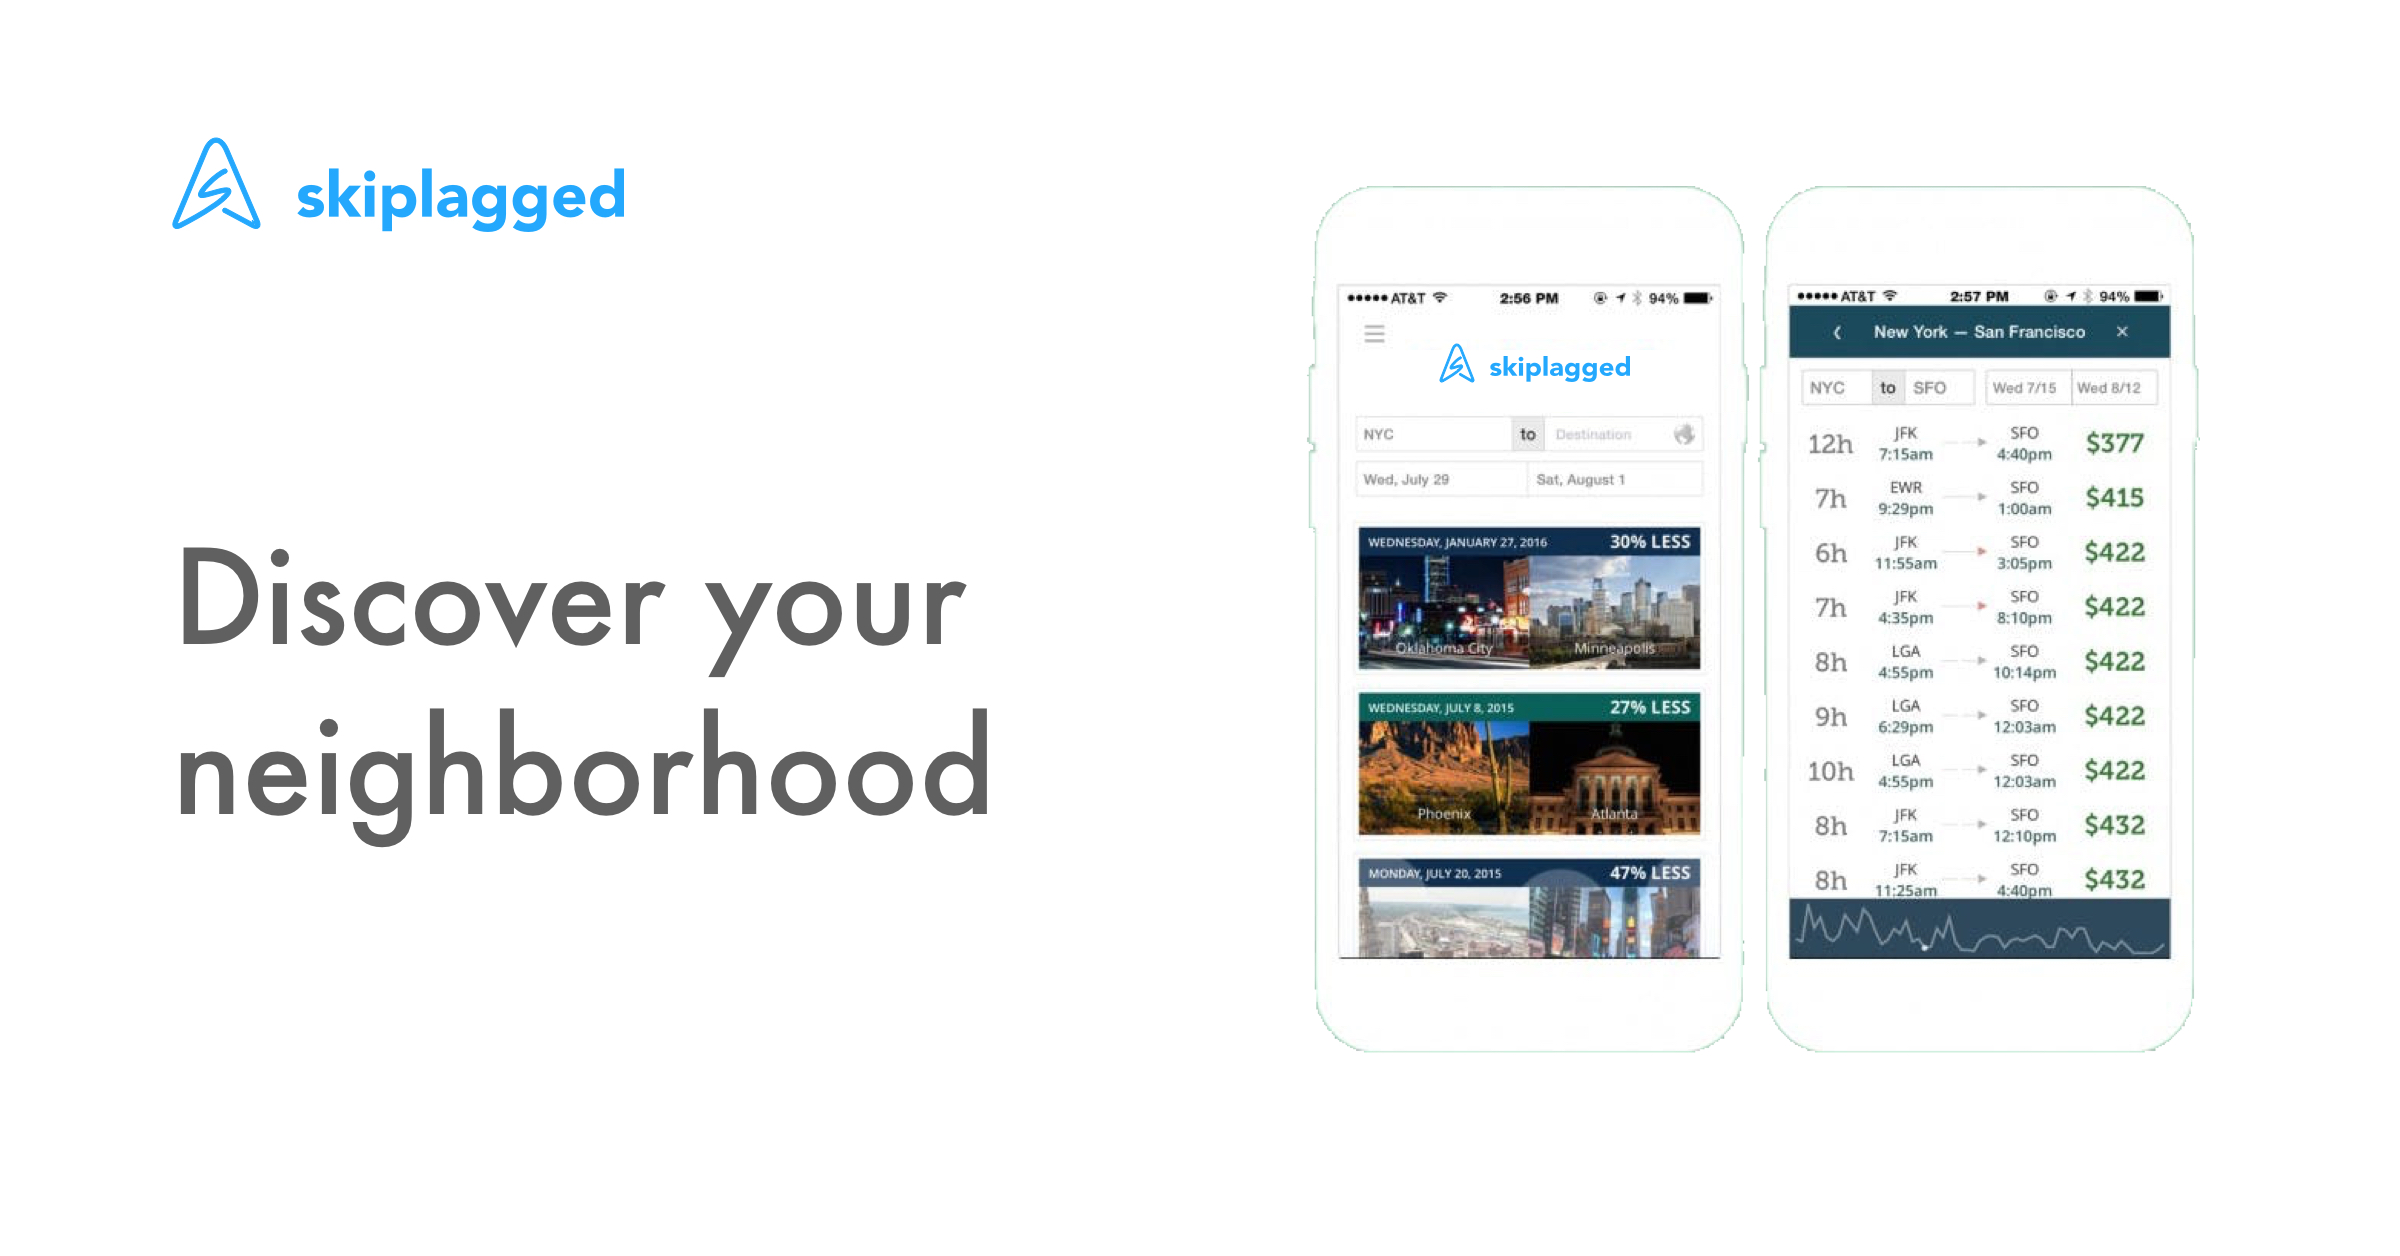 skiplagged
Discover your
neighborhood
AT&T 2:56 PM 94%
skiplagged
NYC to Destination
Wed, July 29 Sat, August 1
WEDNESDAY, JANUARY 27, 2016 30% LESS
Oklahoma City Minneapolis
WEDNESDAY, JULY 8, 2015 27% LESS
Phoenix Atlanta
MONDAY, JULY 20, 2015 47% LESS
AT&T 2:57 PM 94%
New York — San Francisco ×
NYC to SFO Wed 7/15 Wed 8/12
12h JFK 7:15am SFO 4:40pm $377
7h EWR 9:29pm SFO 1:00am $415
6h JFK 11:55am SFO 3:05pm $422
7h JFK 4:35pm SFO 8:10pm $422
8h LGA 4:55pm SFO 10:14pm $422
9h LGA 6:29pm SFO 12:03am $422
10h LGA 4:55pm SFO 12:03am $422
8h JFK 7:15am SFO 12:10pm $432
8h JFK 11:25am SFO 4:40pm $432